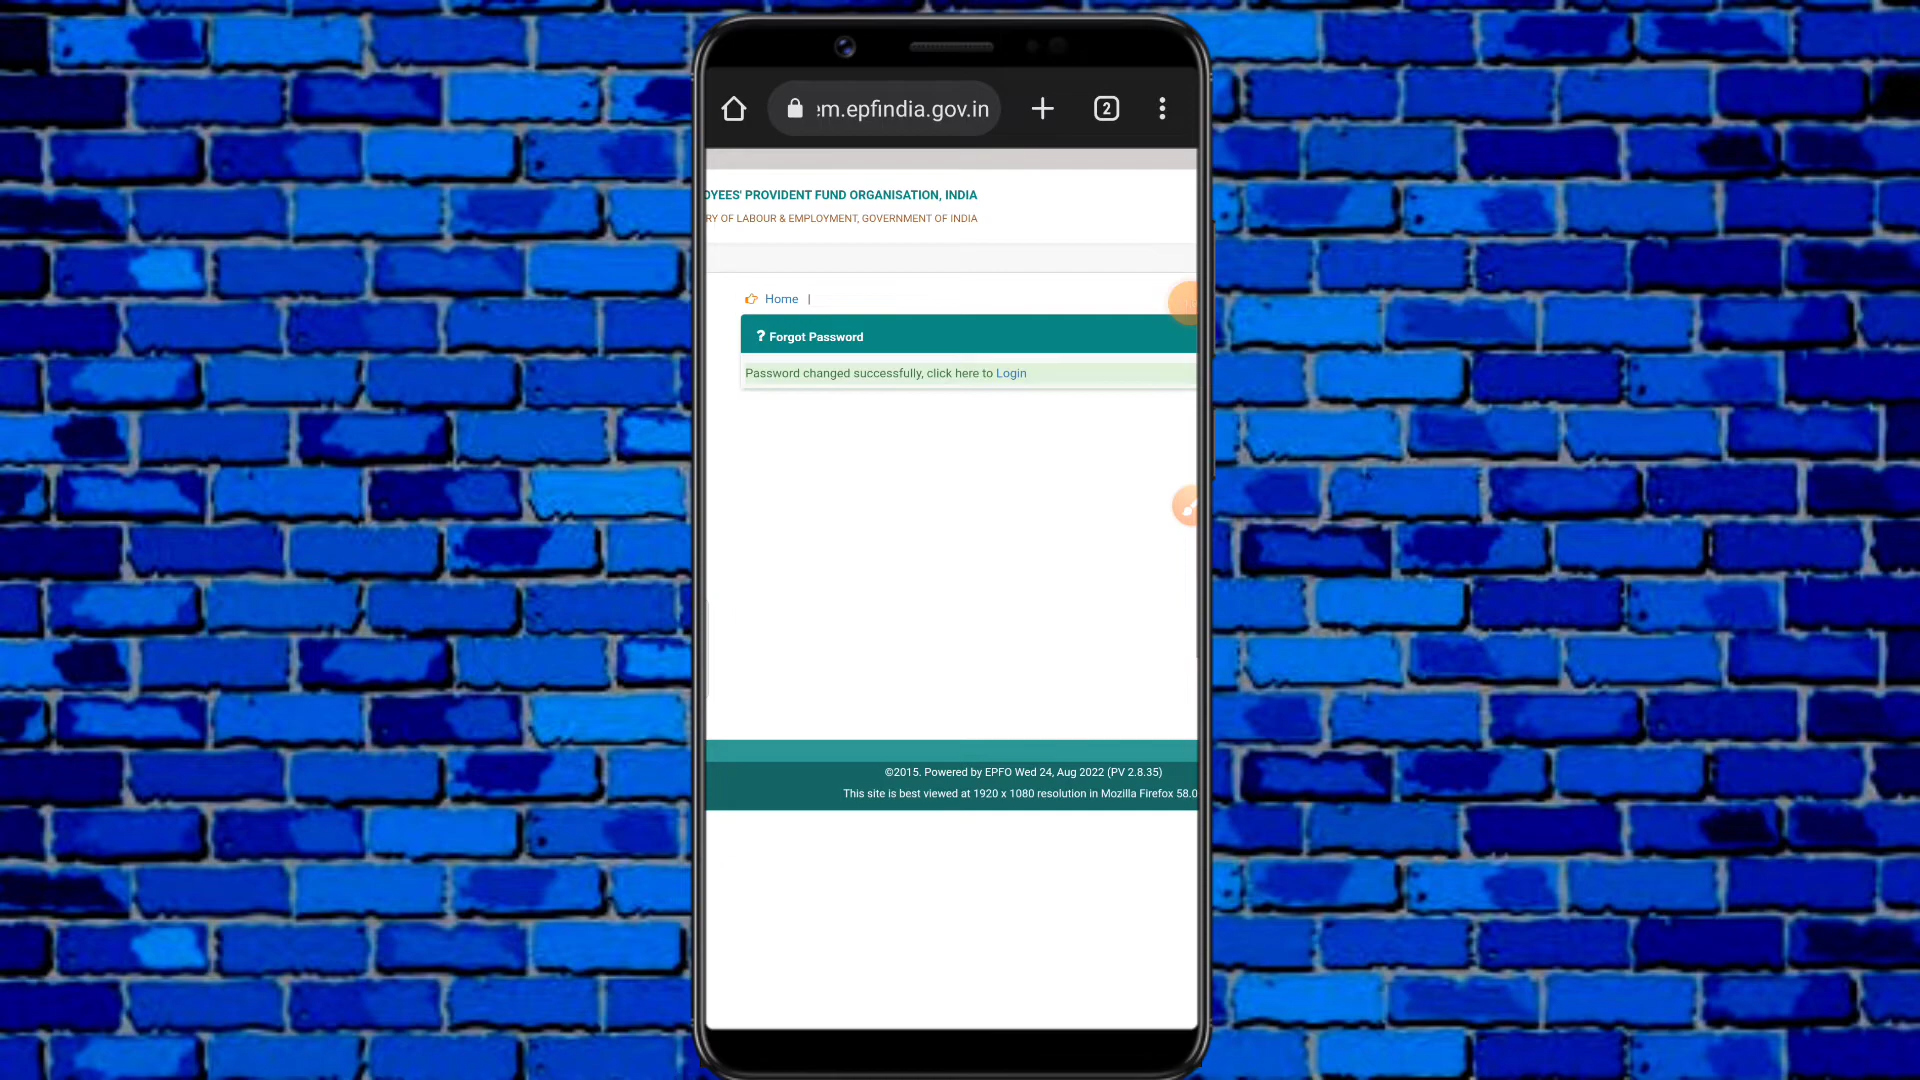 2
:m.epfindia.gov.in
OYEES' PROVIDENT FUND ORGANISATION, INDIA
RY OF LABOUR & EMPLOYMENT, GOVERNMENT OF INDIA
Home |
? Forgot Password
Password changed successfully, click here to Login
©2015. Powered by EPFO Wed 24, Aug 2022 (PV 2.8.35)
This site is best viewed at 1920 x 1080 resolution in Mozilla Firefox 58.0